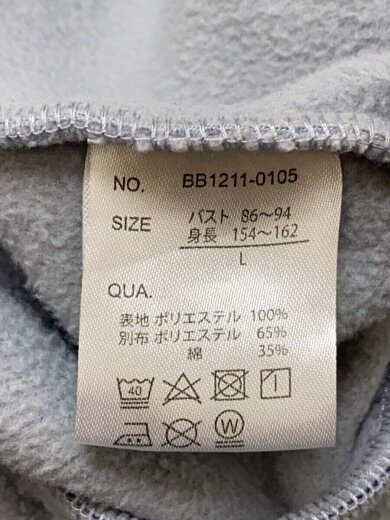 NO. BB1211-0105
SIZE バスト 86〜94
身長 154〜162
L
QUA.
表地 ポリエステル 100%
別布 ポリエステル 65%
綿 35%
40
W